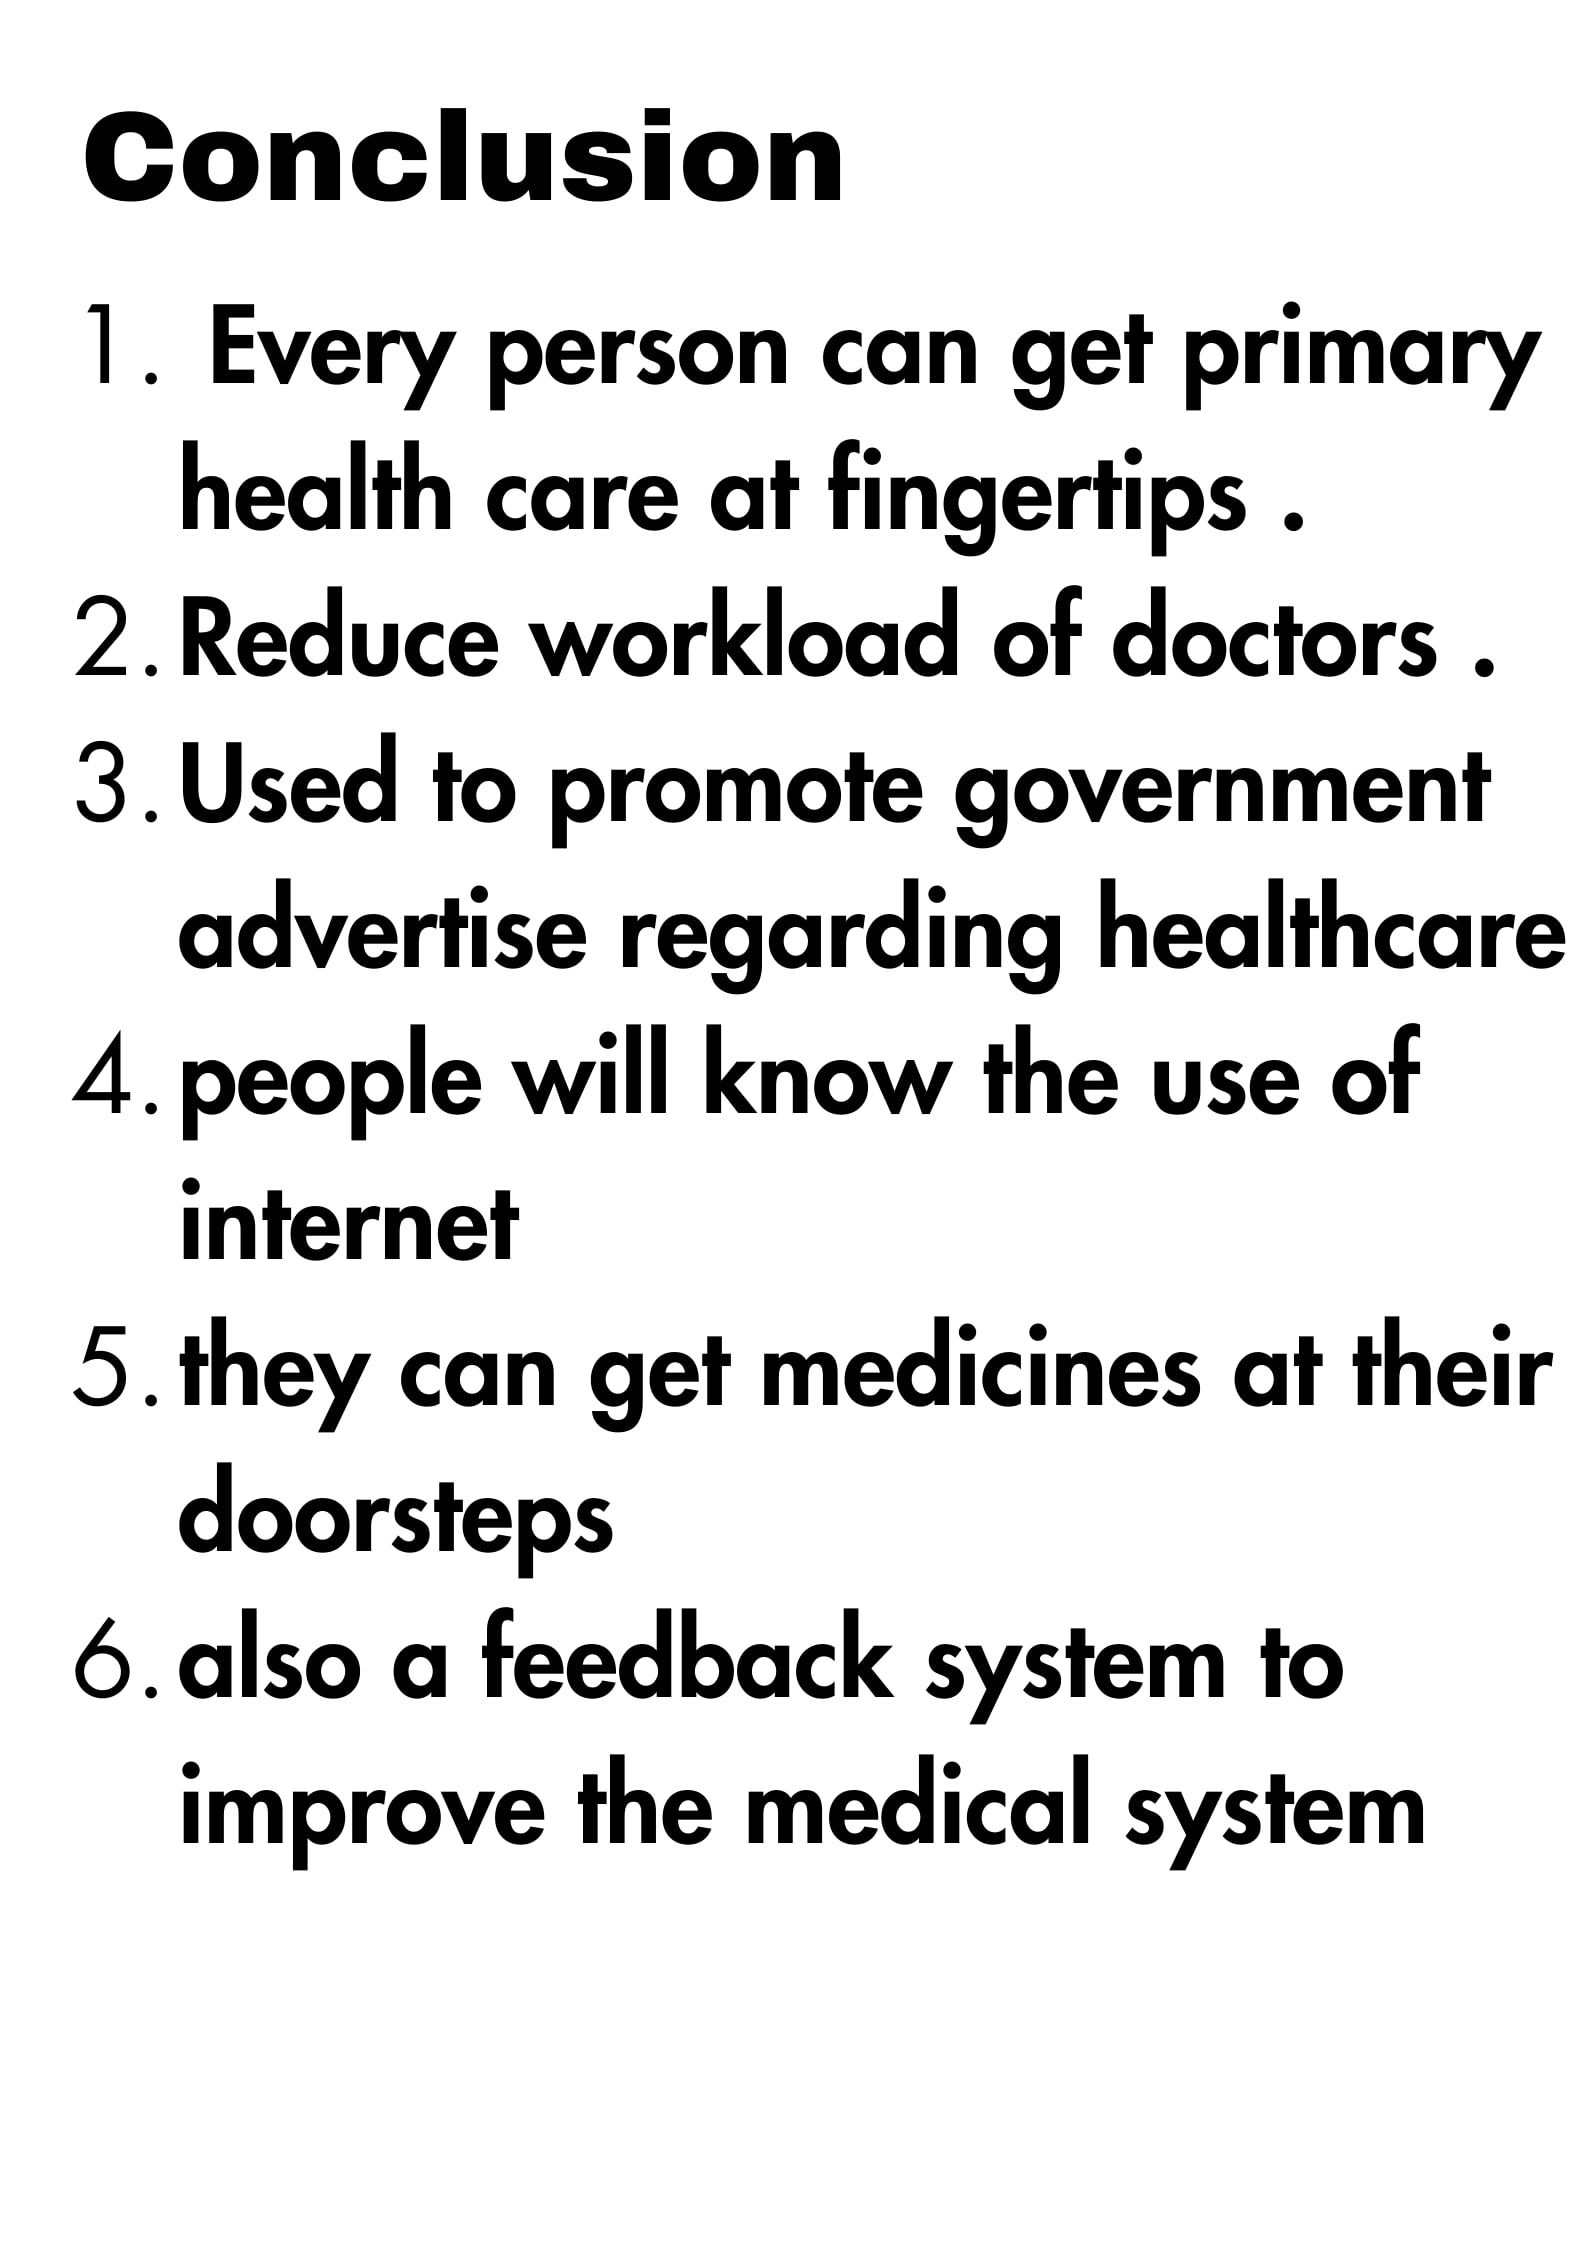 Conclusion
1. Every person can get primary
health care at fingertips .
2. Reduce workload of doctors .
3. Used to promote government
advertise regarding healthcare
4. people will know the use of
internet
5. they can get medicines at their
doorsteps
6. also a feedback system to
improve the medical system